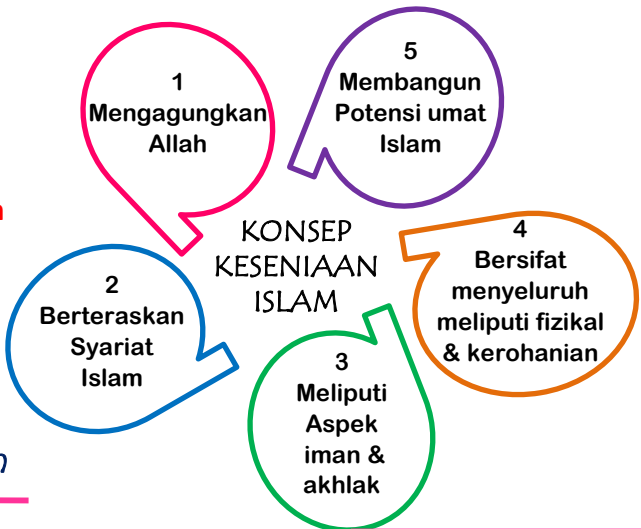 KONSEP
KESENIAAN
ISLAM
1
Mengagungkan
Allah
2
Berteraskan
Syariat
Islam
3
Meliputi
Aspek
iman &
akhlak
4
Bersifat
menyeluruh
meliputi fizikal
& kerohanian
5
Membangun
Potensi umat
Islam